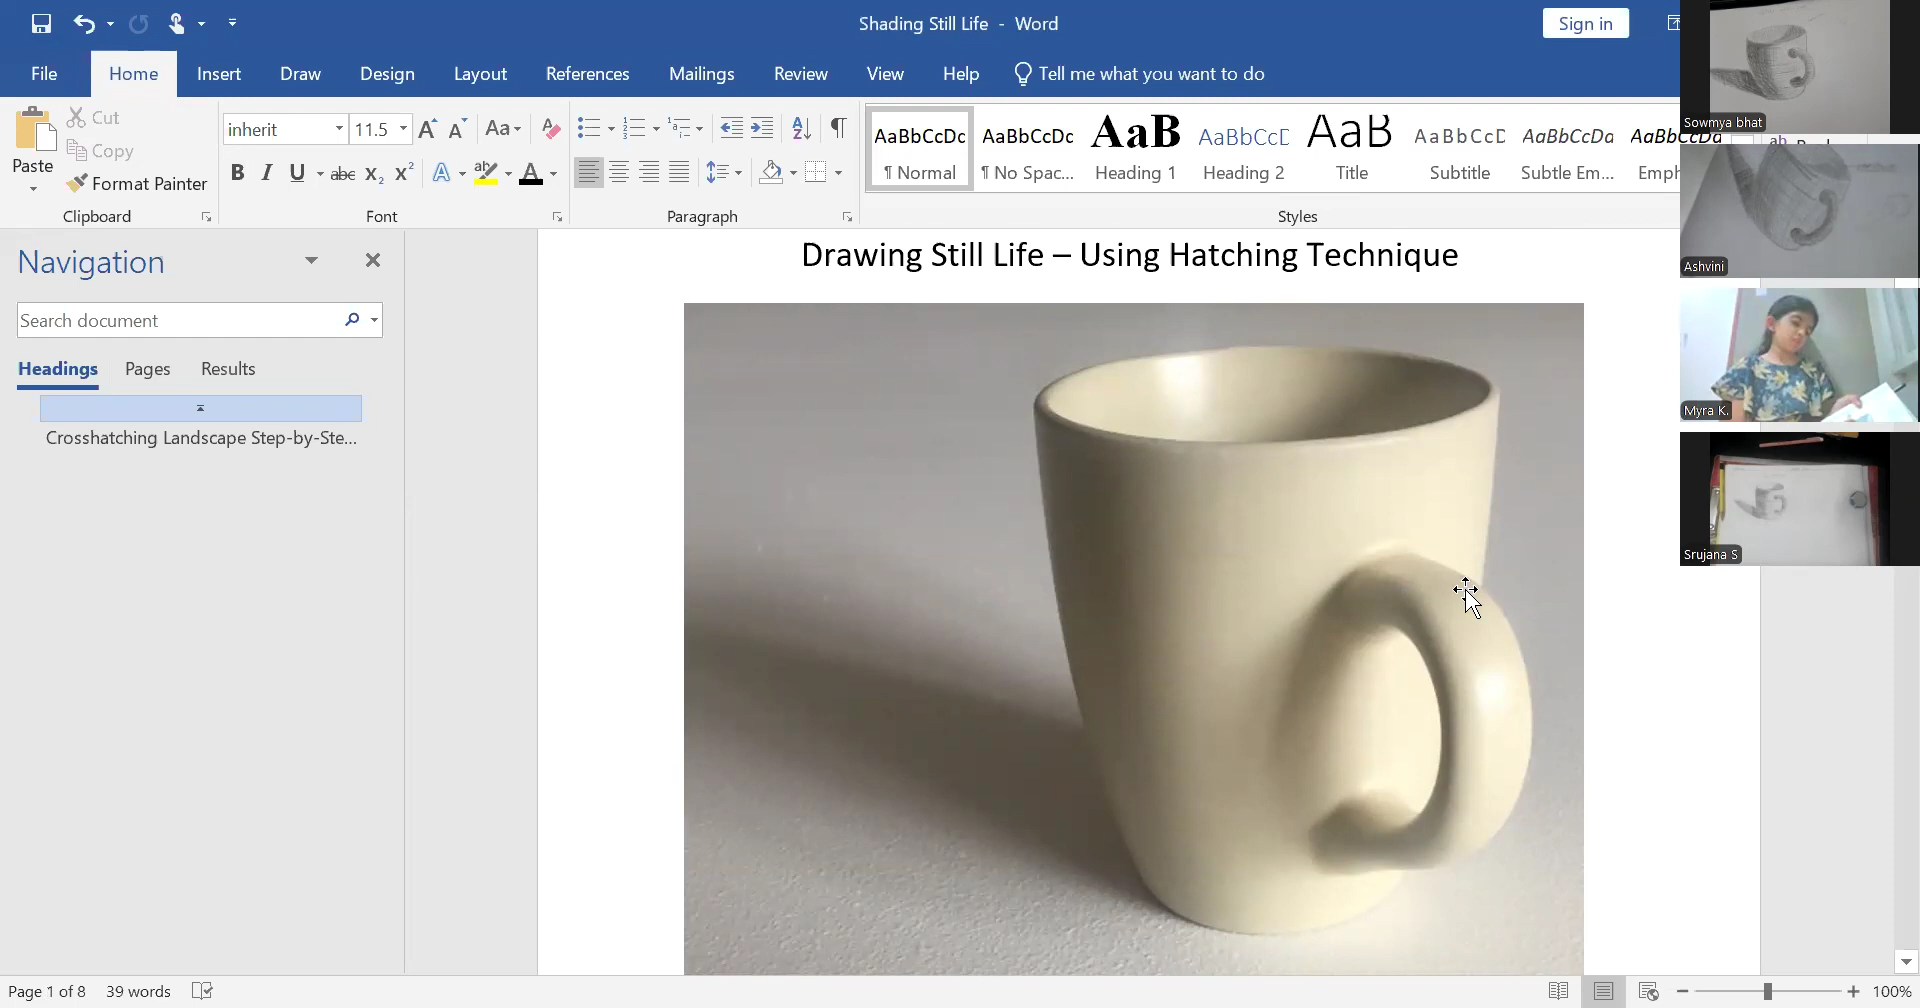 Shading Still Life - Word
Sign in
File Home Insert Draw Design Layout References Mailings Review View Help Tell me what you want to do
Paste
Cut
Copy
Format Painter
Clipboard
inherit 11.5
Font
Paragraph
AaBbCcDc AaBbCcDc AaB AaBbCcD AaB AaBbCcD AaBbCcDd AaBbCcDd
¶ Normal ¶ No Spac... Heading 1 Heading 2 Title Subtitle Subtle Em... Emph
Styles
Sowmya bhat
Ashvini
Myra K.
Srujana S
Navigation
Search document
Headings Pages Results
Crosshatching Landscape Step-by-Ste...
Drawing Still Life – Using Hatching Technique
Page 1 of 8 39 words
100%